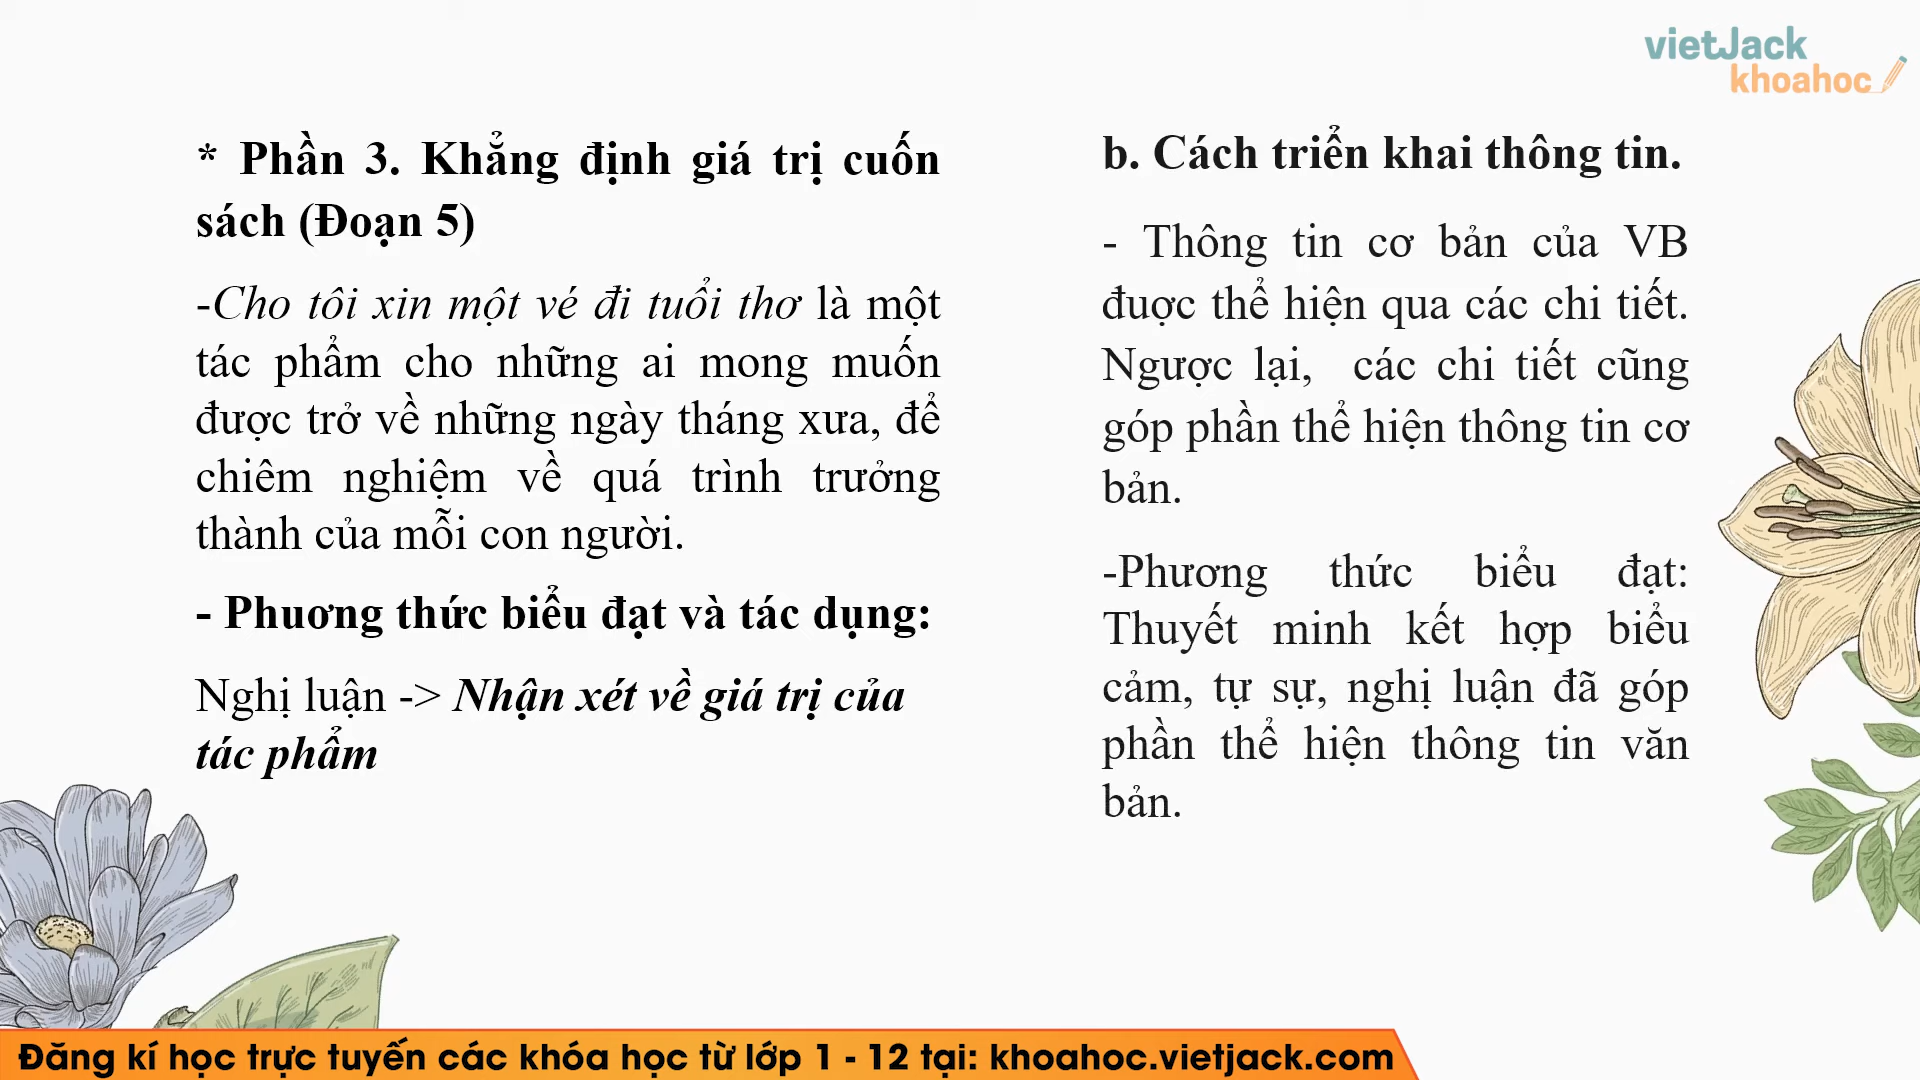 vietJack
khoahoc
* Phần 3. Khẳng định giá trị cuốn
sách (Đoạn 5)
-Cho tôi xin một vé đi tuổi thơ là một
tác phẩm cho những ai mong muốn
được trở về những ngày tháng xưa, để
chiêm nghiệm về quá trình trưởng
thành của mỗi con người.
- Phuơng thức biểu đạt và tác dụng:
Nghị luận -> Nhận xét về giá trị của
tác phẩm
b. Cách triển khai thông tin.
- Thông tin cơ bản của VB
đuợc thể hiện qua các chi tiết.
Ngược lại, các chi tiết cũng
góp phần thể hiện thông tin cơ
bản.
-Phương thức biểu đạt:
Thuyết minh kết hợp biểu
cảm, tự sự, nghị luận đã góp
phần thể hiện thông tin văn
bản.
Đăng kí học trực tuyến các khóa học từ lớp 1 - 12 tại: khoahoc.vietjack.com